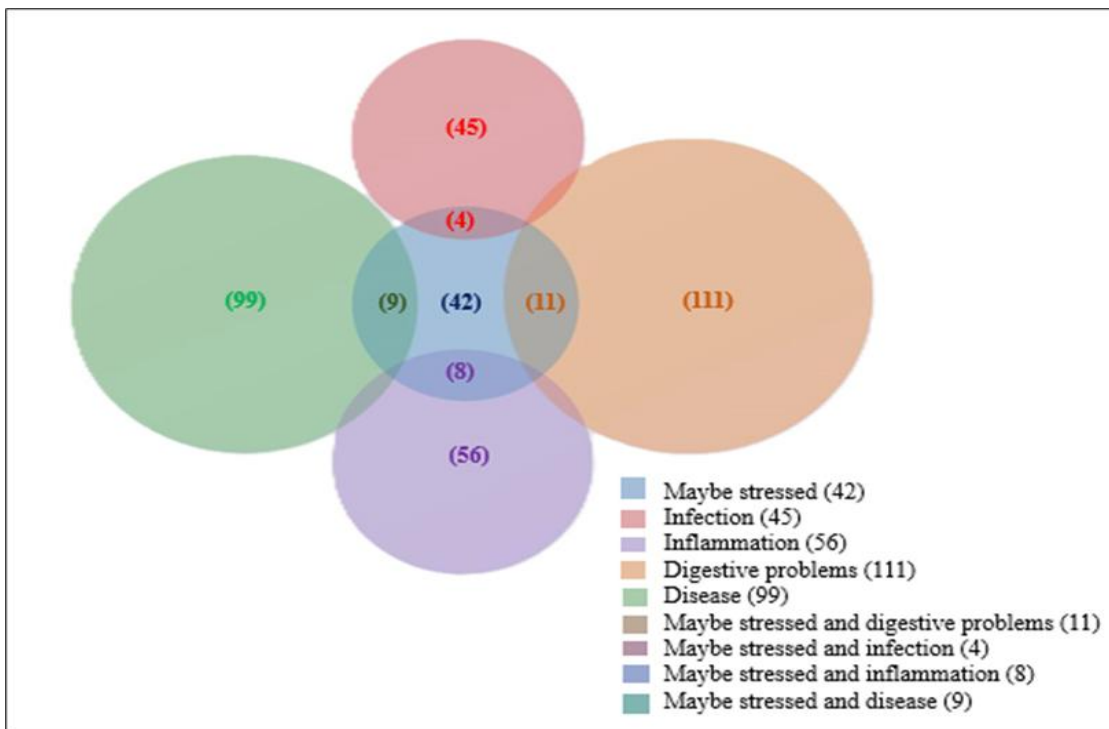 (45)
(4)
(99)
(9)
(42)
(11)
(111)
(8)
(56)
Maybe stressed (42)
Infection (45)
Inflammation (56)
Digestive problems (111)
Disease (99)
Maybe stressed and digestive problems (11)
Maybe stressed and infection (4)
Maybe stressed and inflammation (8)
Maybe stressed and disease (9)